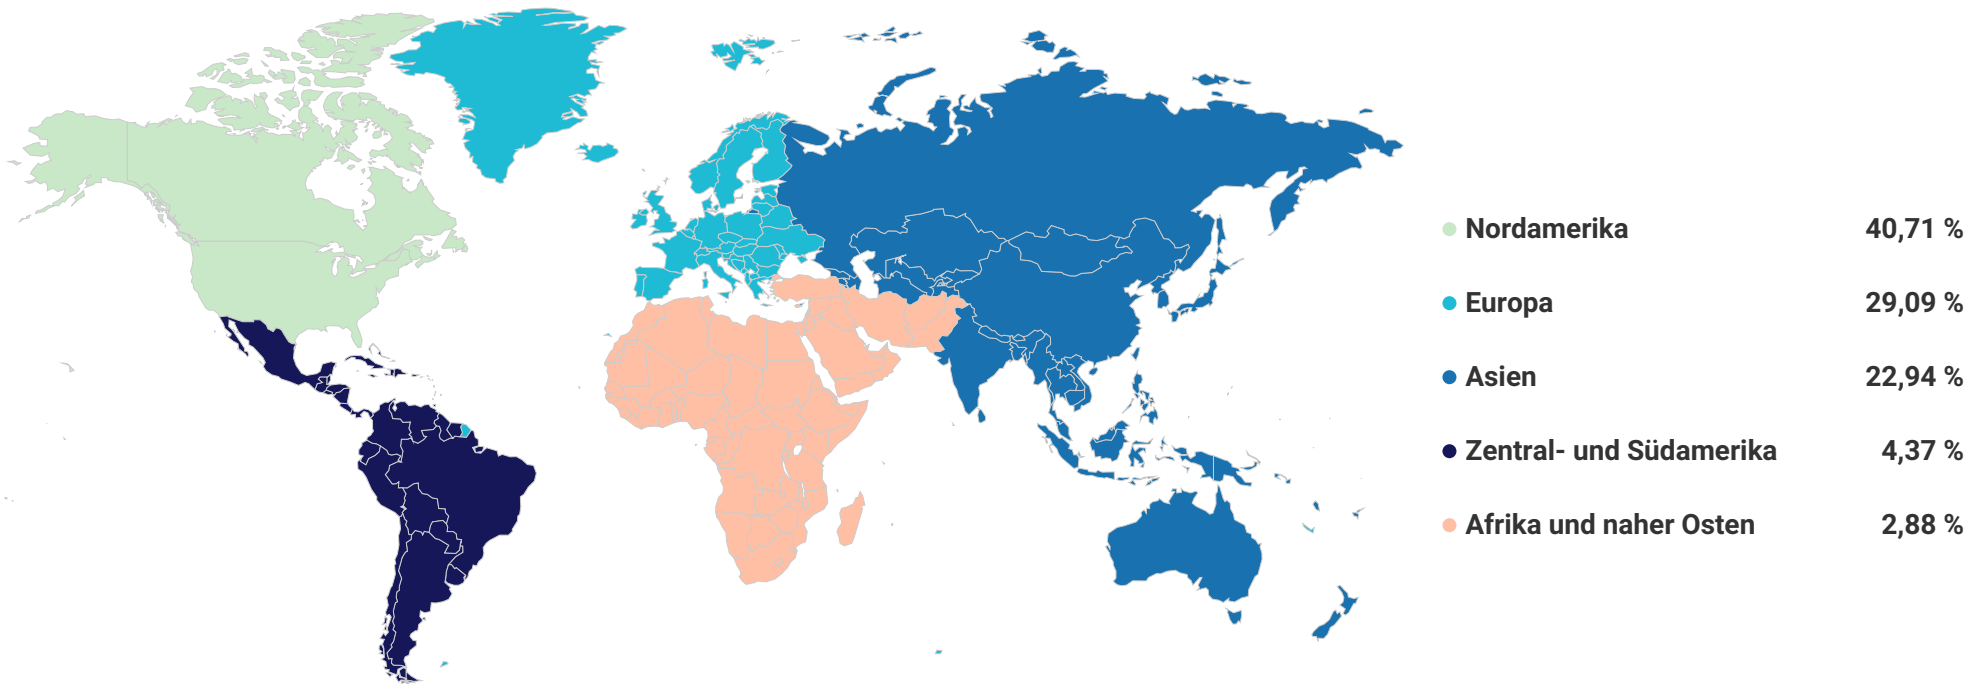 Nordamerika 40,71 %
Europa 29,09 %
Asien 22,94 %
Zentral- und Südamerika 4,37 %
Afrika und naher Osten 2,88 %